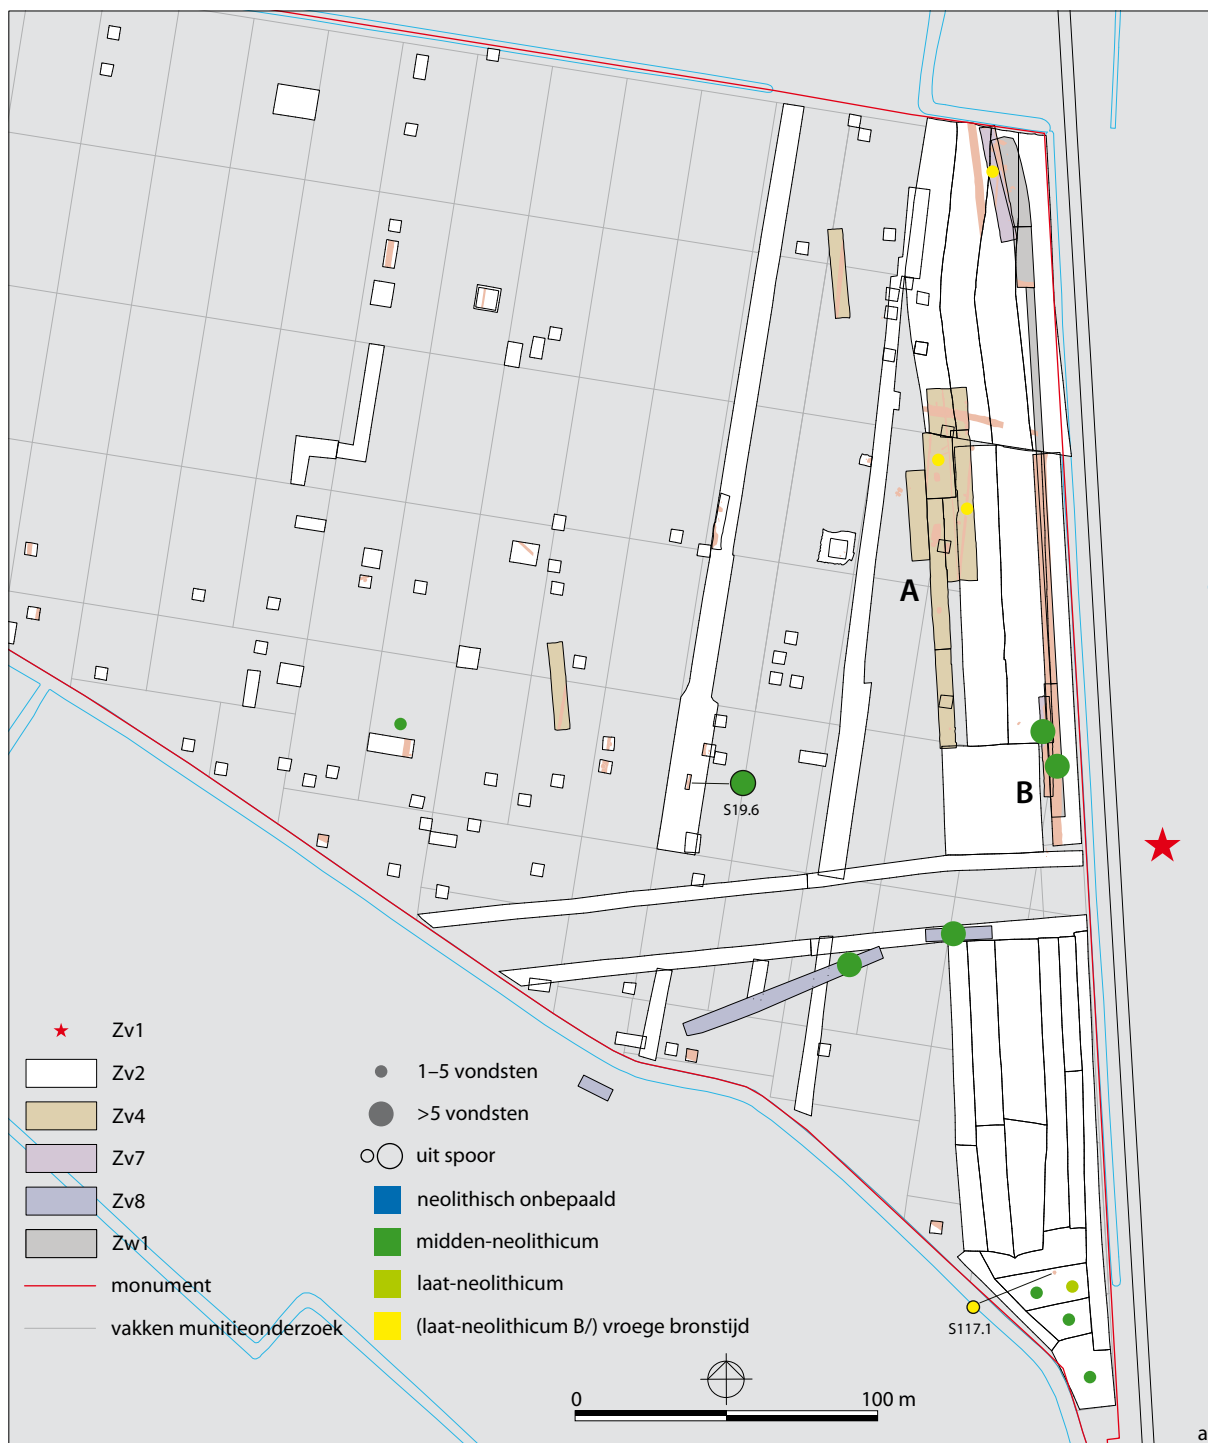 A
B
S19.6
S117.1
Zv1
Zv2
Zv4
Zv7
Zv8
Zw1
monument
vakken munitieonderzoek
1–5 vondsten
>5 vondsten
uit spoor
neolithisch onbepaald
midden-neolithicum
laat-neolithicum
(laat-neolithicum B/) vroege bronstijd
0 100 m
a